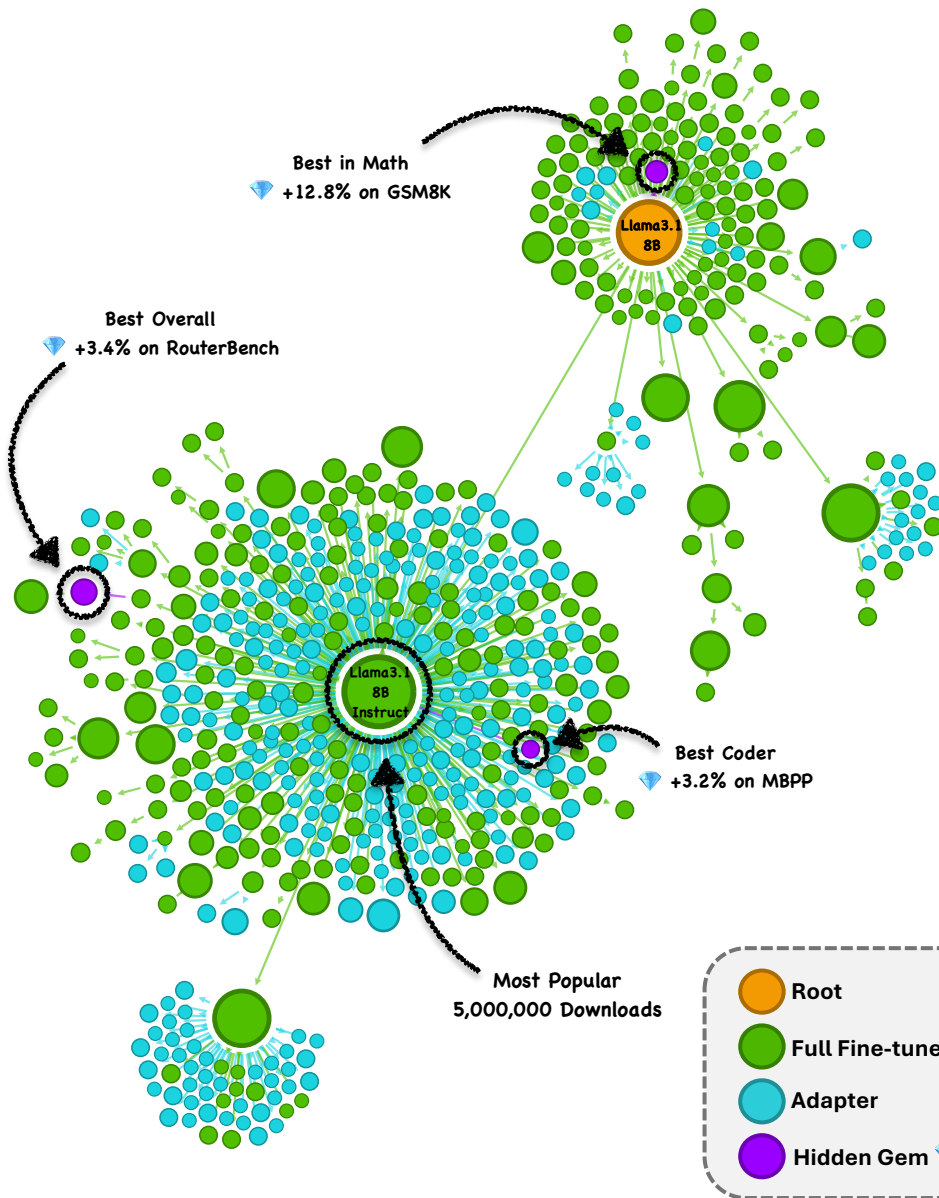 Best in Math
+12.8% on GSM8K
Llama3.1
8B
Best Overall
+3.4% on RouterBench
Llama3.1
8B
Instruct
Best Coder
+3.2% on MBPP
Most Popular
5,000,000 Downloads
Root
Full Fine-tune
Adapter
Hidden Gem